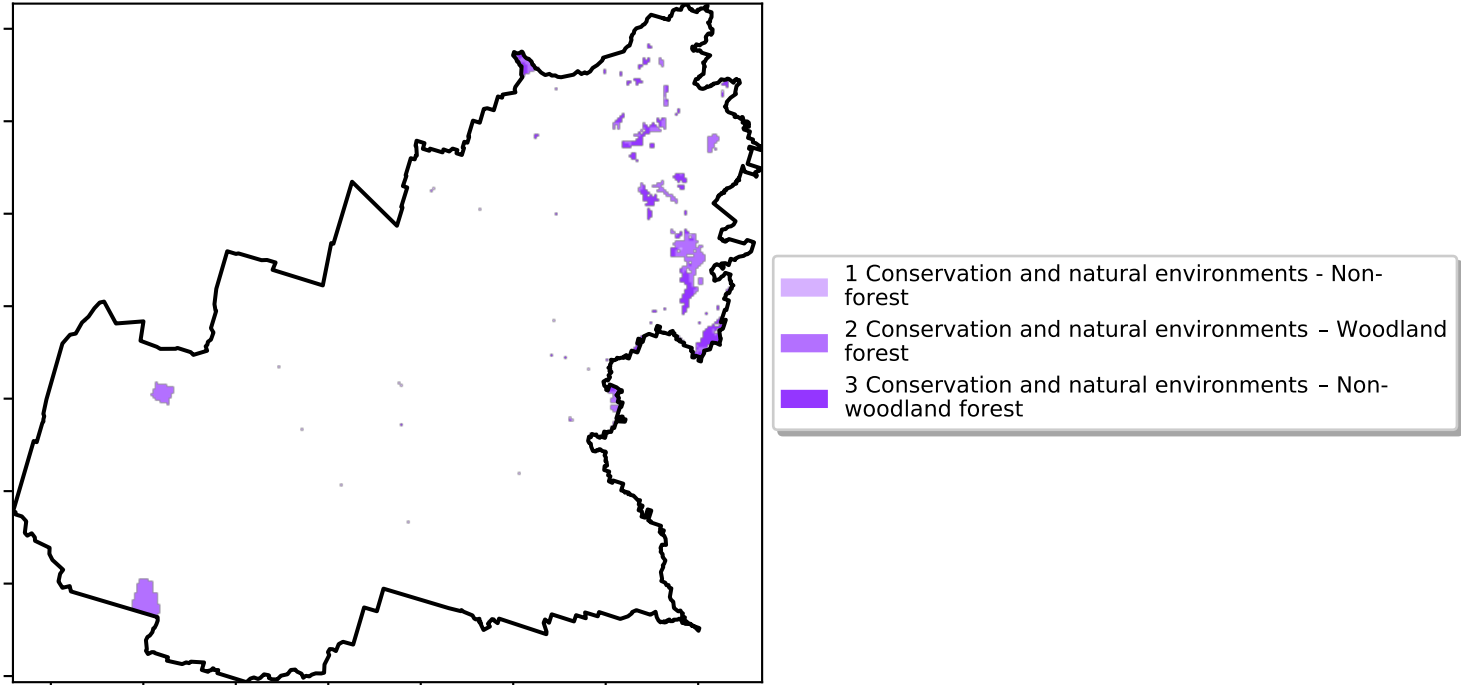 1 Conservation and natural environments - Non-
forest
2 Conservation and natural environments – Woodland
forest
3 Conservation and natural environments – Non-
woodland forest